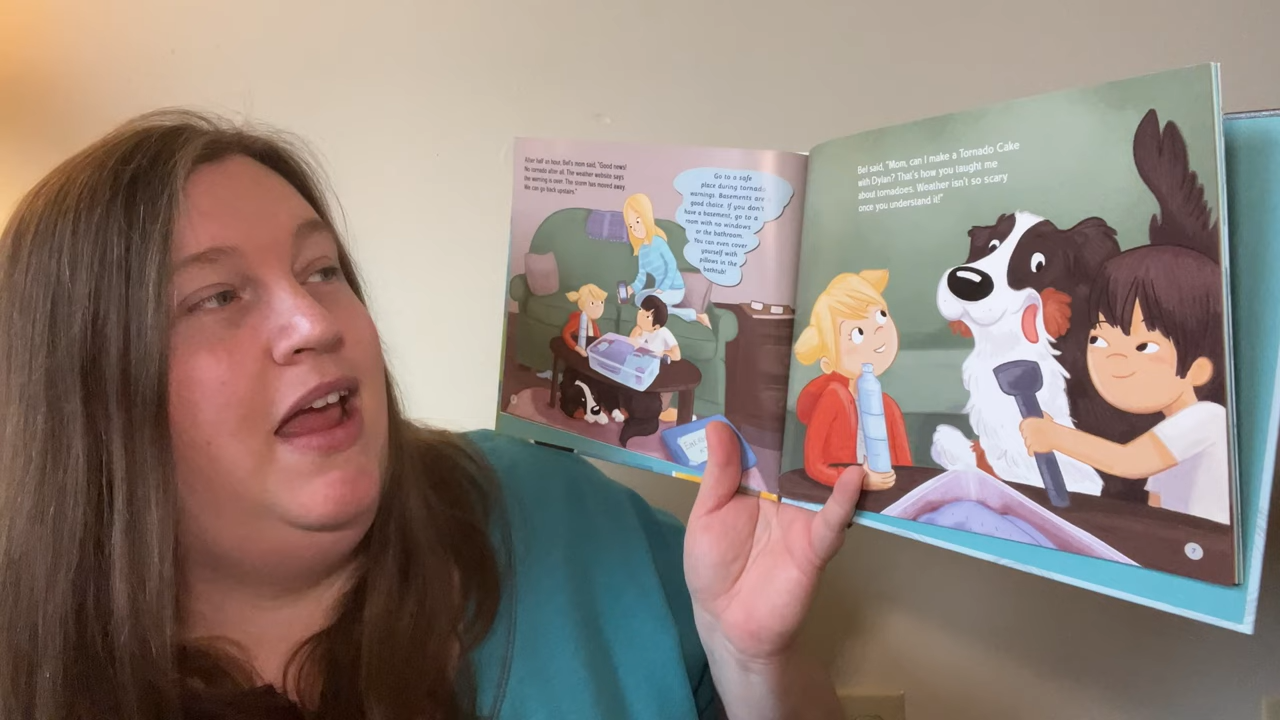 After half an hour, Bel's mom said, "Good news!
No tornado after all. The weather website says
the warning is over. The storm has moved away.
We can go back upstairs."
Go to a safe
place during tornado
warnings. Basements are
good choice. If you don't
have a basement, go to a
room with no windows
or the bathroom.
You can even cover
yourself with
pillows in the
bathtub!
Bel said, "Mom, can I make a Tornado Cake
with Dylan? That's how you taught me
about tornadoes. Weather isn't so scary
once you understand it!"
7